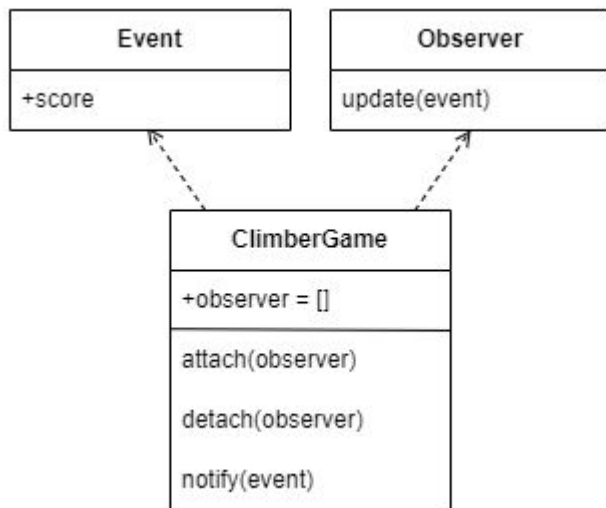 Event
+score
Observer
update(event)
ClimberGame
+observer = []
attach(observer)
detach(observer)
notify(event)